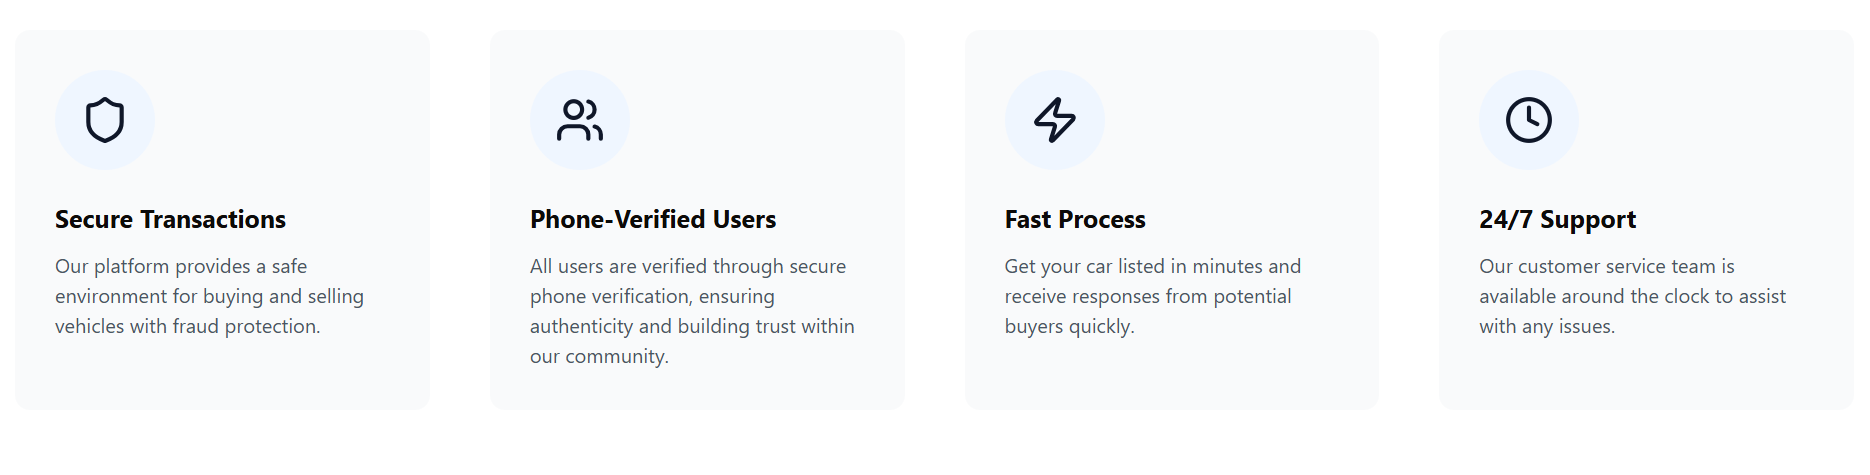 Secure Transactions
Our platform provides a safe
environment for buying and selling
vehicles with fraud protection.
Phone-Verified Users
All users are verified through secure
phone verification, ensuring
authenticity and building trust within
our community.
Fast Process
Get your car listed in minutes and
receive responses from potential
buyers quickly.
24/7 Support
Our customer service team is
available around the clock to assist
with any issues.